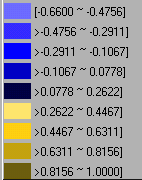 [-0.6600 ~ -0.4756]
>-0.4756 ~ -0.2911]
>-0.2911 ~ -0.1067]
>-0.1067 ~ 0.0778]
>0.0778 ~ 0.2622]
>0.2622 ~ 0.4467]
>0.4467 ~ 0.6311]
>0.6311 ~ 0.8156]
>0.8156 ~ 1.0000]